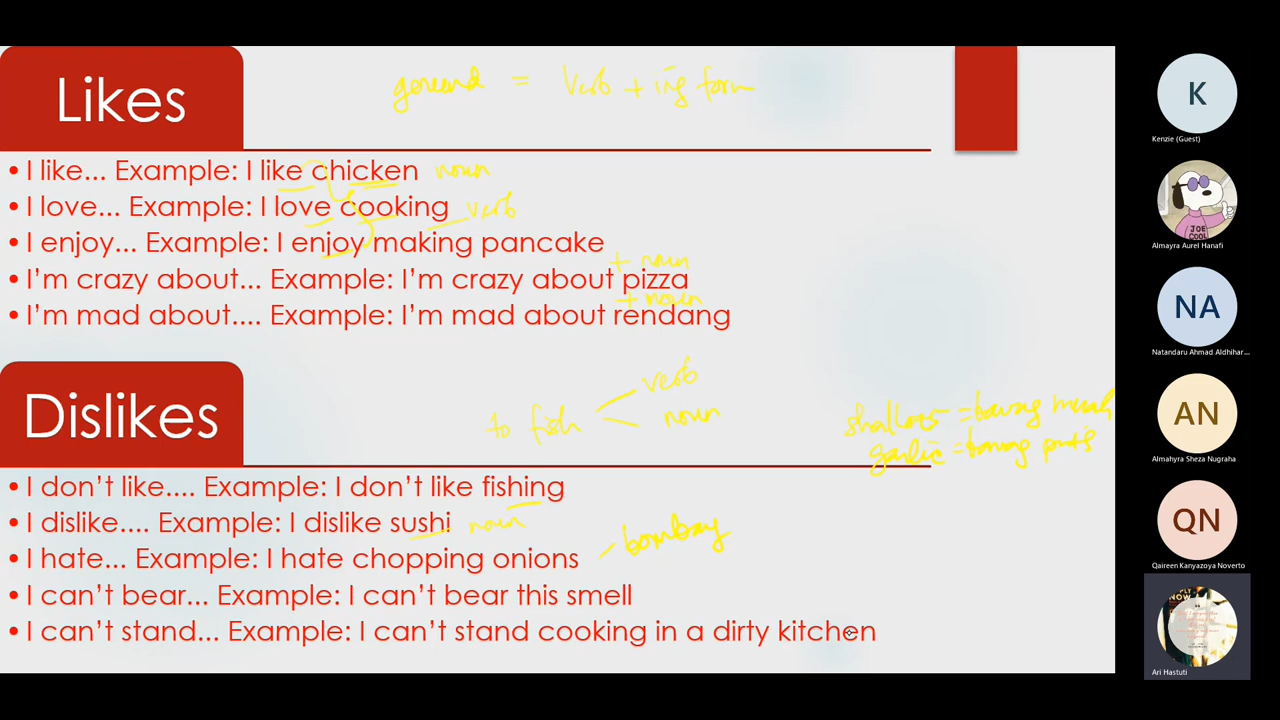 Likes
gerund = Verb + ing form
• I like... Example: I like chicken noun
• I love... Example: I love cooking verb
• I enjoy... Example: I enjoy making pancake
+ noun
• I'm crazy about... Example: I'm crazy about pizza
+ noun
• I'm mad about.... Example: I'm mad about rendang
Dislikes
to fish
verb
noun
shallots = bawang merah
garlic = bawang putih
• I don't like.... Example: I don't like fishing
• I dislike.... Example: I dislike sushi noun
• I hate... Example: I hate chopping onions - bombay
• I can't bear... Example: I can't bear this smell
• I can't stand... Example: I can't stand cooking in a dirty kitchen
K
Kenzie (Guest)
JOE COOL
Almayra Aurel Hanafi
NA
Natandaru Ahmad Aldhihar...
AN
Almahyra Sheza Nugraha
QN
Qaireen Kanyazoya Noverto
Ari Hastuti